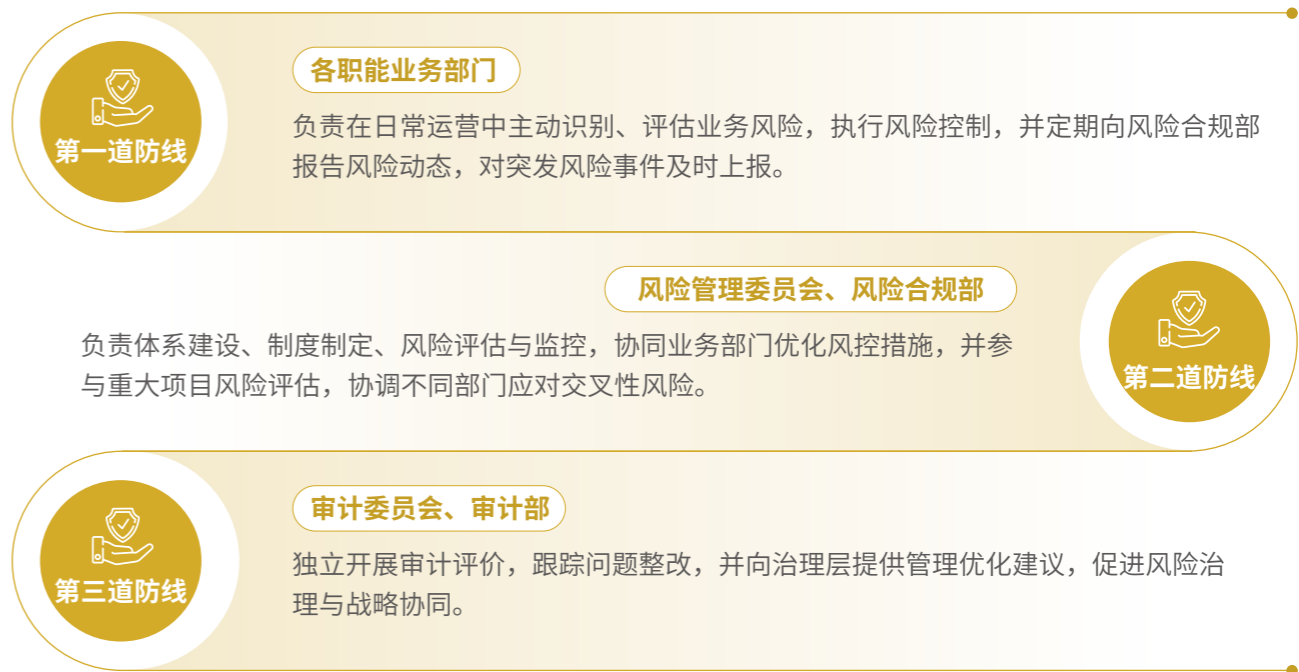 第一道防线
各职能业务部门
负责在日常运营中主动识别、评估业务风险，执行风险控制，并定期向风险合规部
报告风险动态，对突发风险事件及时上报。
风险管理委员会、风险合规部
负责体系建设、制度制定、风险评估与监控，协同业务部门优化风控措施，并参
与重大项目风险评估，协调不同部门应对交叉性风险。
第二道防线
第三道防线
审计委员会、审计部
独立开展审计评价，跟踪问题整改，并向治理层提供管理优化建议，促进风险治
理与战略协同。